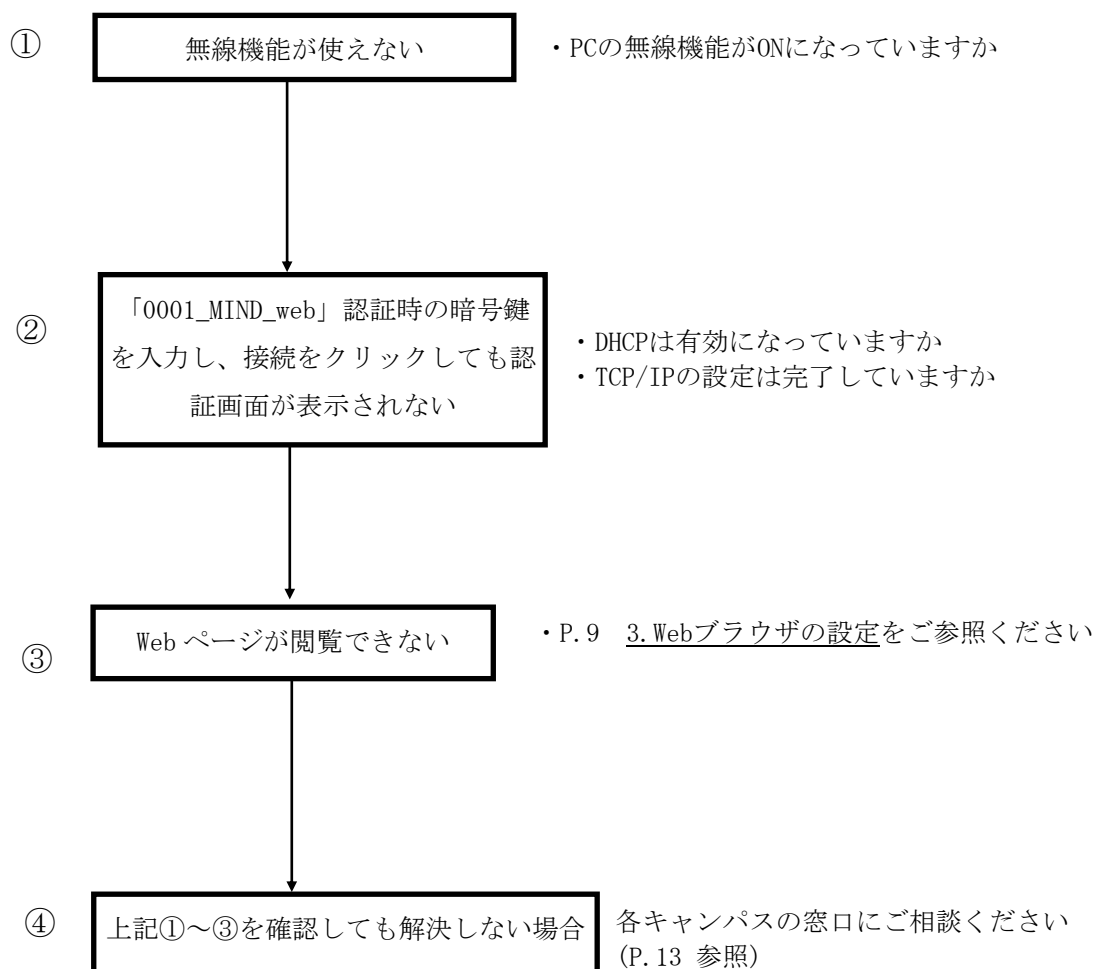 ① 無線機能が使えない ・PCの無線機能がONになっていますか
② 「0001_MIND_web」認証時の暗号鍵
を入力し、接続をクリックしても認
証画面が表示されない
・DHCPは有効になっていますか
・TCP/IPの設定は完了していますか
③ Web ページが閲覧できない ・P.9 3.Webブラウザの設定をご参照ください
④ 上記①～③を確認しても解決しない場合 各キャンパスの窓口にご相談ください
(P.13 参照)